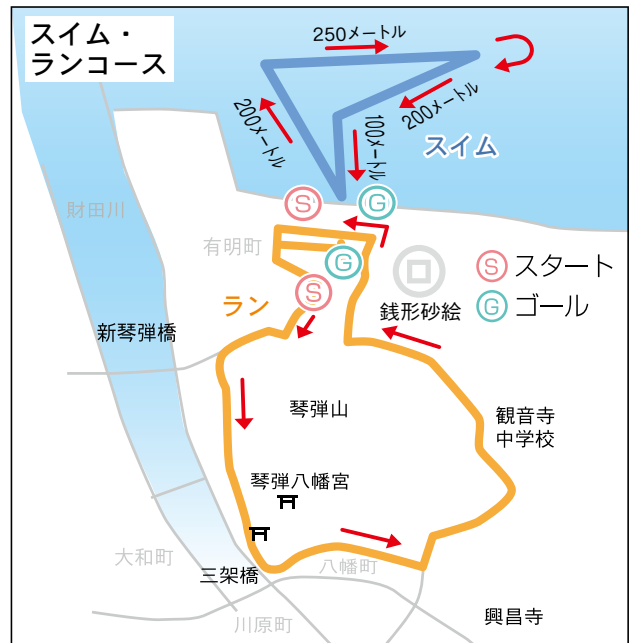 スイム・
ランコース
250メートル
200メートル
200メートル
100メートル
スイム
S
G
財田川
有明町
G
S
ラン
銭形砂絵
S スタート
G ゴール
新琴弾橋
琴弾山
観音寺
中学校
琴弾八幡宮
大和町
三架橋
八幡町
川原町
興昌寺